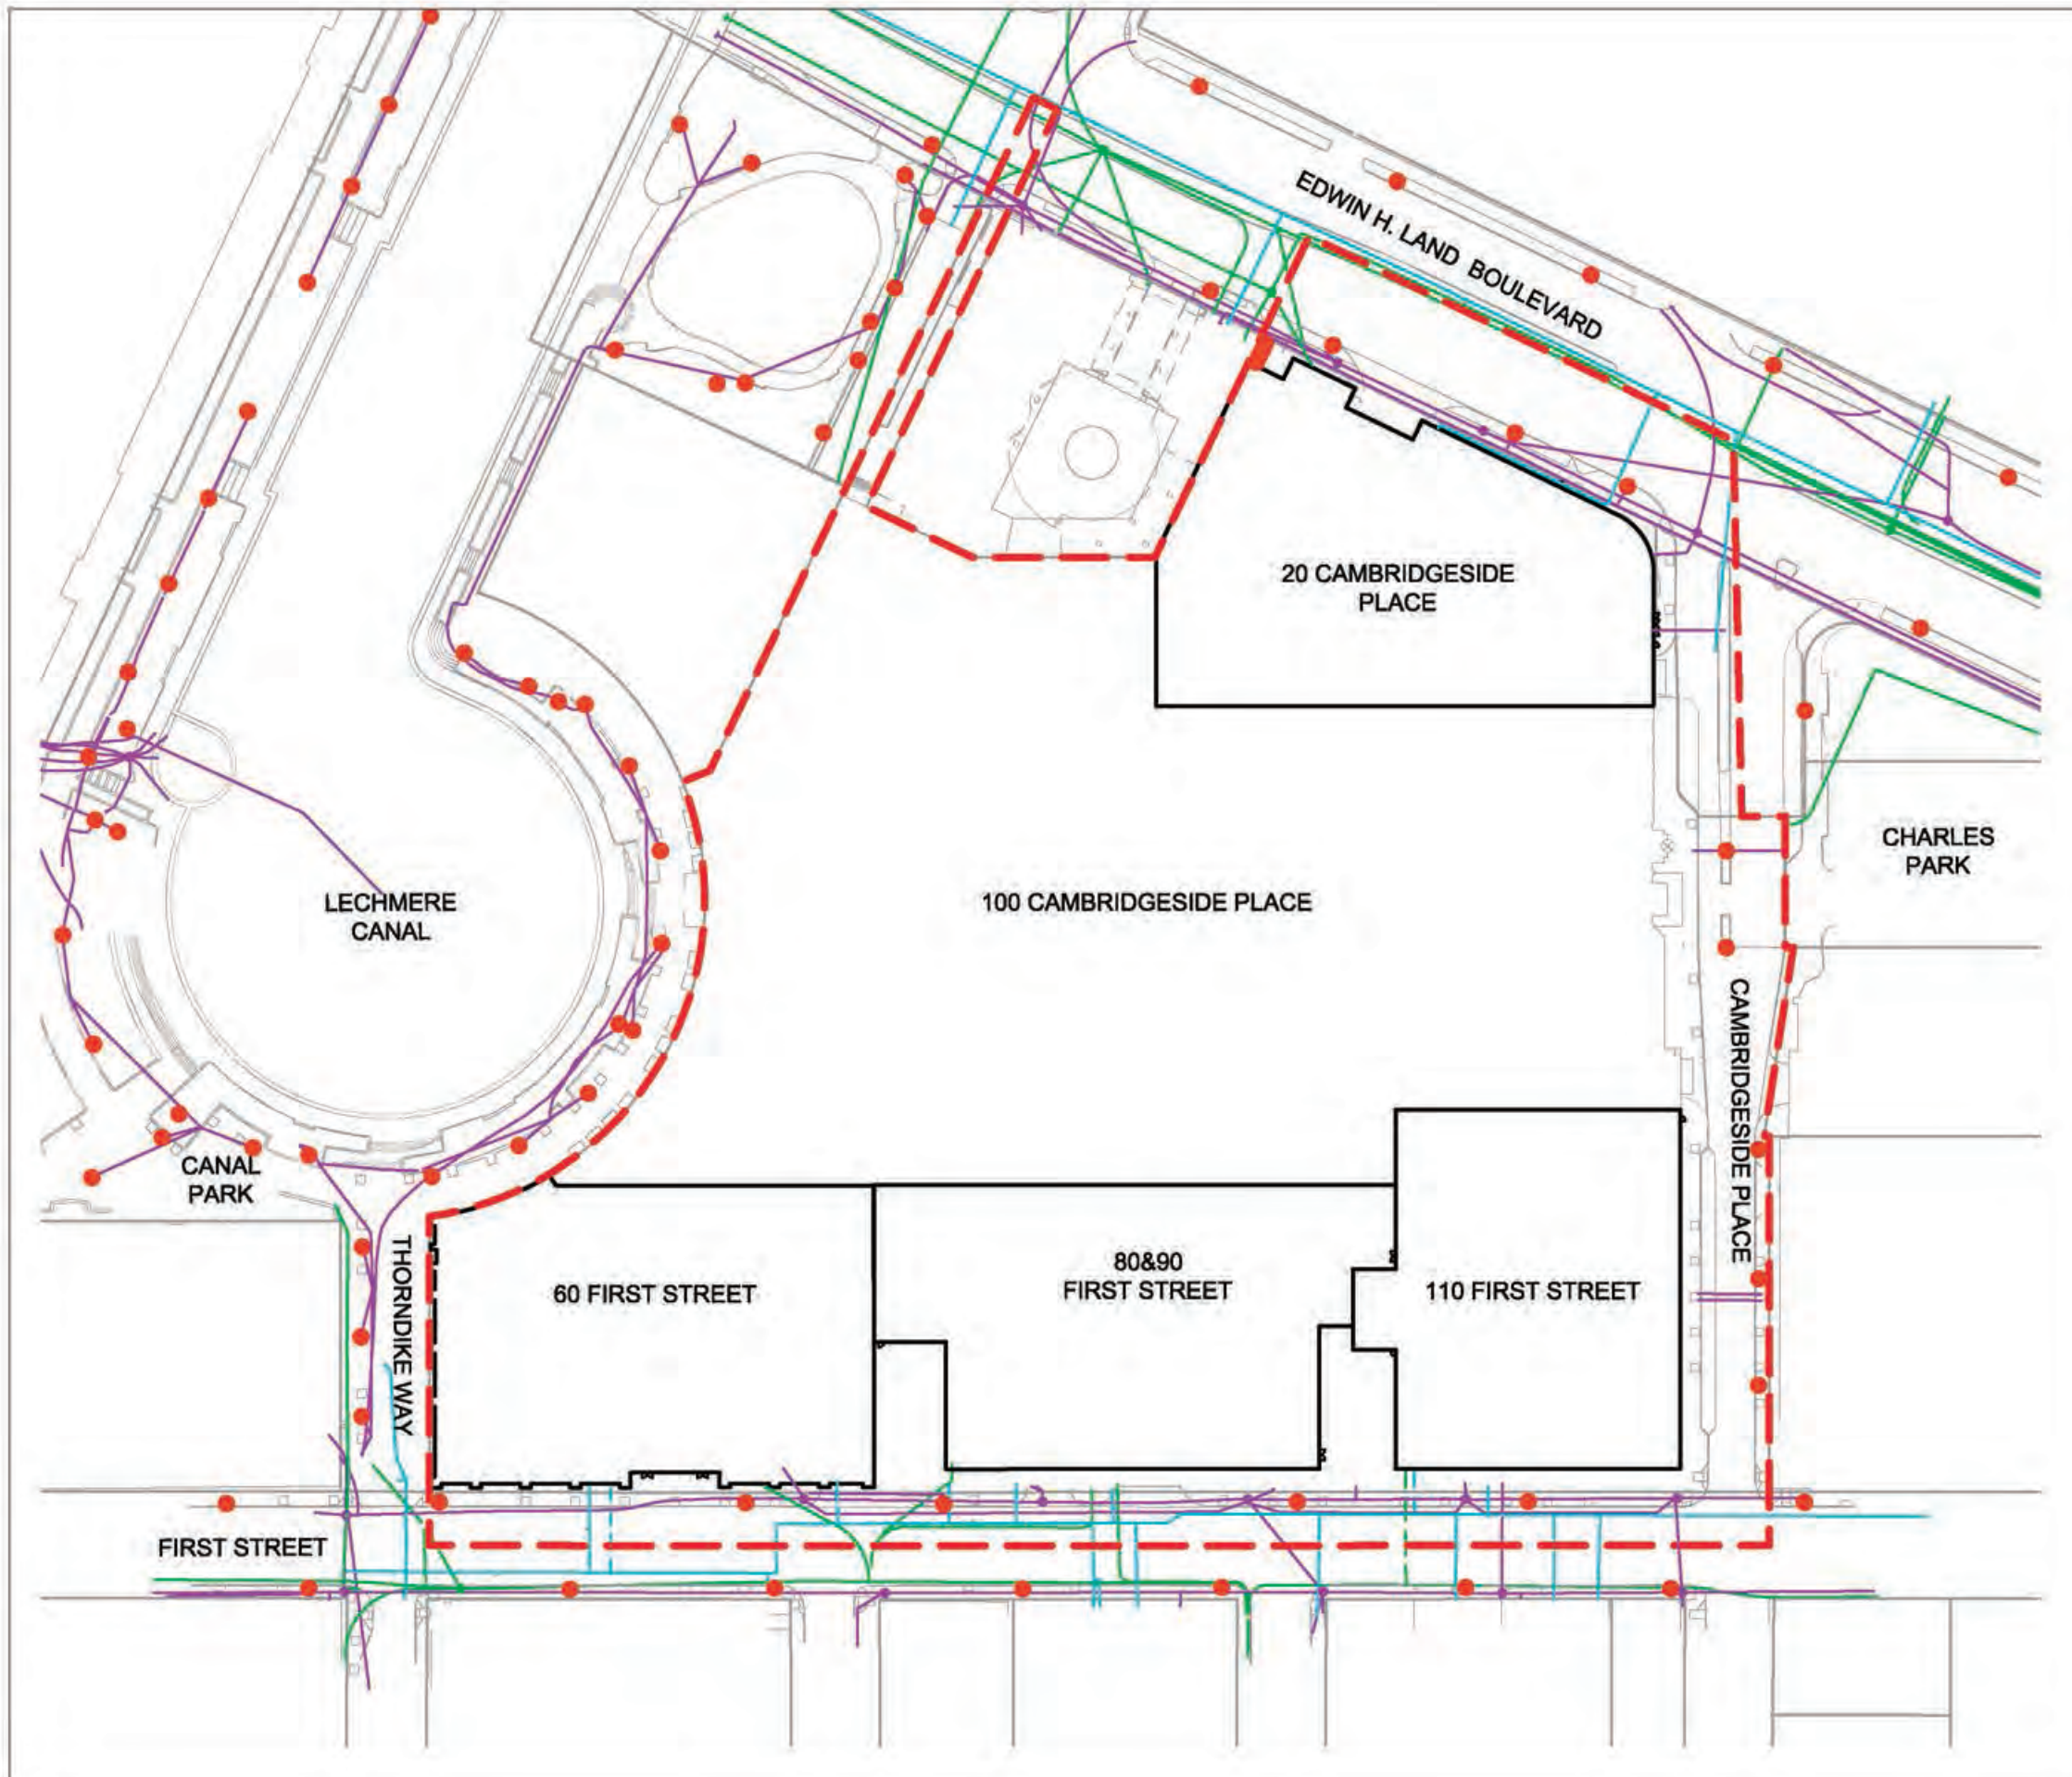 EDWIN H. LAND BOULEVARD
20 CAMBRIDGESIDE
PLACE
CHARLES
PARK
LECHMERE
CANAL
100 CAMBRIDGESIDE PLACE
CAMBRIDGESIDE PLACE
CANAL
PARK
THORNDIKE WAY
60 FIRST STREET
80&90
FIRST STREET
110 FIRST STREET
FIRST STREET